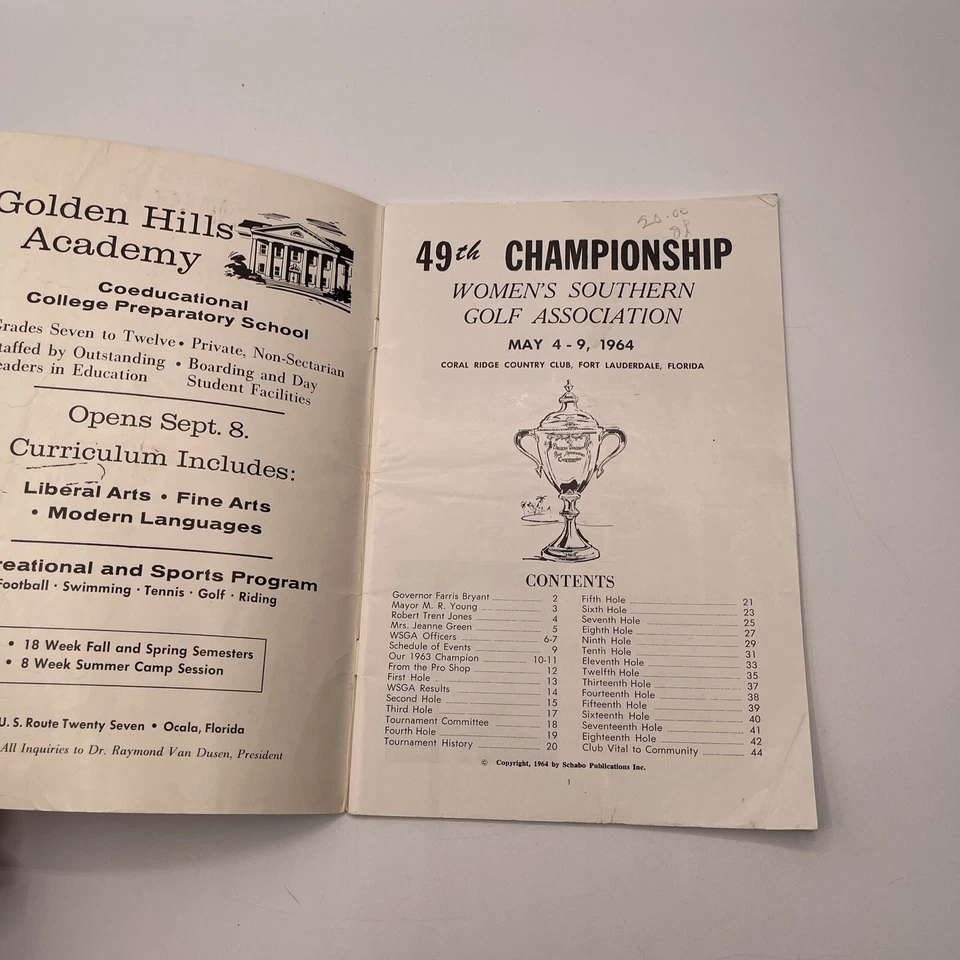 Golden Hills
Academy
Coeducational
College Preparatory School
Grades Seven to Twelve • Private, Non-Sectarian
taffed by Outstanding • Boarding and Day
eaders in Education Student Facilities
Opens Sept. 8.
Curriculum Includes:
Liberal Arts • Fine Arts
• Modern Languages
reational and Sports Program
Football · Swimming · Tennis · Golf · Riding
• 18 Week Fall and Spring Semesters
• 8 Week Summer Camp Session
U. S. Route Twenty Seven • Ocala, Florida
All Inquiries to Dr. Raymond Van Dusen, President
49th CHAMPIONSHIP
WOMEN'S SOUTHERN
GOLF ASSOCIATION
MAY 4 - 9, 1964
CORAL RIDGE COUNTRY CLUB, FORT LAUDERDALE, FLORIDA
CONTENTS
Governor Farris Bryant 2
Mayor M. R. Young 3
Robert Trent Jones 4
Mrs. Jeanne Green 5
WSGA Officers 6-7
Schedule of Events 9
Our 1963 Champion 10-11
From the Pro Shop 12
First Hole 13
WSGA Results 14
Second Hole 15
Third Hole 17
Tournament Committee 18
Fourth Hole 19
Tournament History 20
Fifth Hole 21
Sixth Hole 23
Seventh Hole 25
Eighth Hole 27
Ninth Hole 29
Tenth Hole 31
Eleventh Hole 33
Twelfth Hole 35
Thirteenth Hole 37
Fourteenth Hole 38
Fifteenth Hole 39
Sixteenth Hole 40
Seventeenth Hole 41
Eighteenth Hole 42
Club Vital to Community 44
© Copyright, 1964 by Schabo Publications Inc.
1